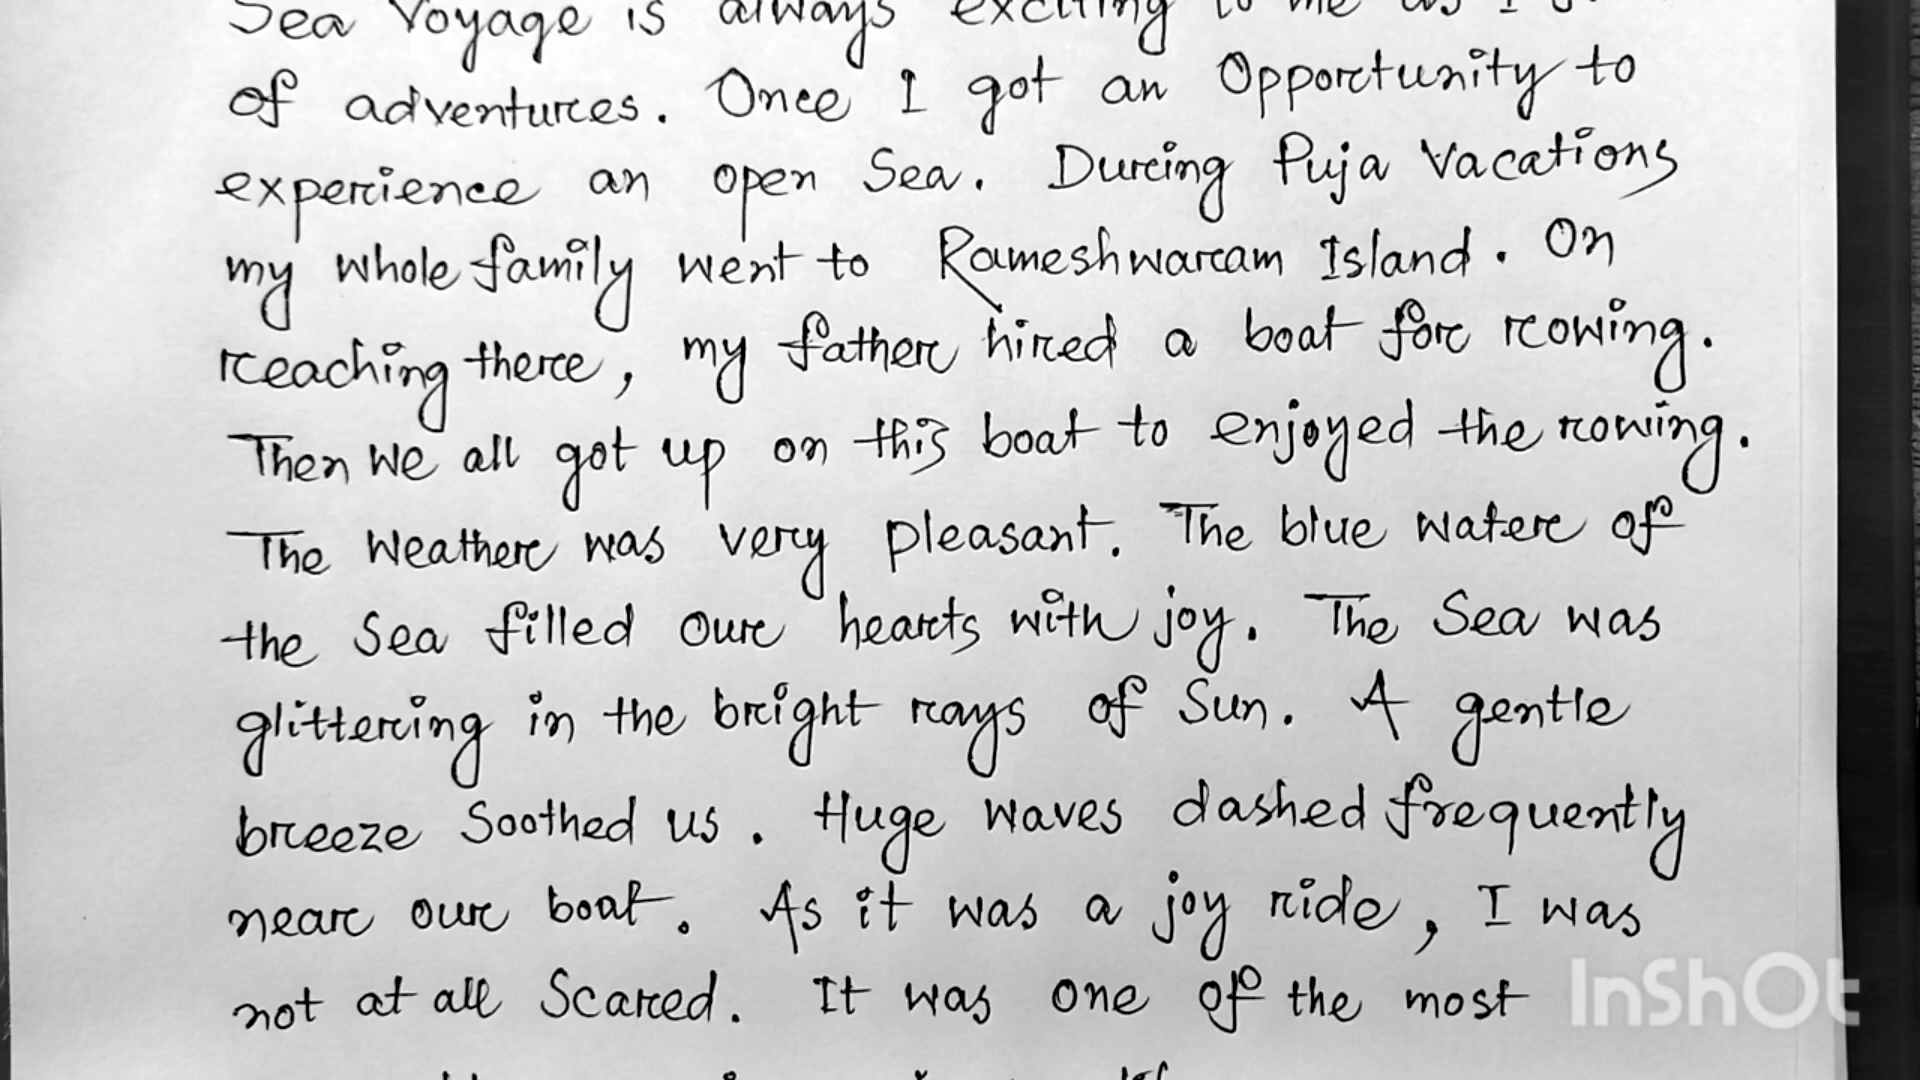 Sea Voyage is always exciting to me as I
of adventures. Once I got an Opportunity to
experience an open Sea. During Puja Vacations
my whole family went to Rameshwaram Island. On
reaching there, my father hired a boat for rowing.
Then We all got up on this boat to enjoyed the rowing.
The Weather was very pleasant. The blue water of
the Sea filled our hearts with joy. The Sea was
glittering in the bright rays of Sun. A gentle
breeze Soothed us. Huge waves dashed frequently
near our boat. As it was a joy ride, I was
not at all Scared. It was one of the most
InShOt